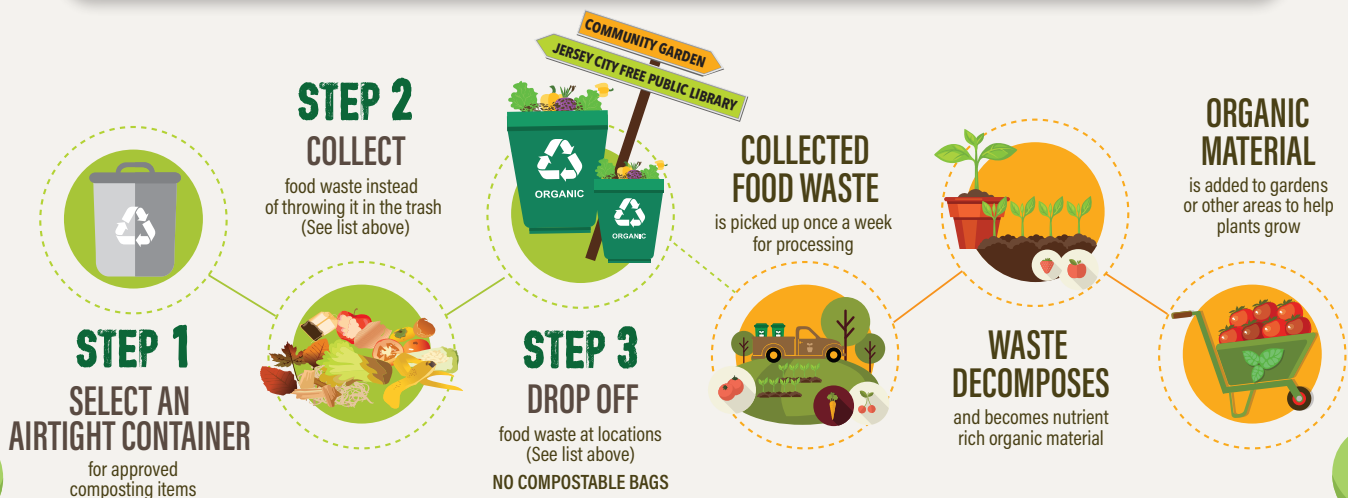 STEP 1
SELECT AN
AIRTIGHT CONTAINER
for approved
composting items
STEP 2
COLLECT
food waste instead
of throwing it in the trash
(See list above)
COMMUNITY GARDEN
JERSEY CITY FREE PUBLIC LIBRARY
ORGANIC
ORGANIC
STEP 3
DROP OFF
food waste at locations
(See list above)
NO COMPOSTABLE BAGS
COLLECTED
FOOD WASTE
is picked up once a week
for processing
WASTE
DECOMPOSES
and becomes nutrient
rich organic material
ORGANIC
MATERIAL
is added to gardens
or other areas to help
plants grow